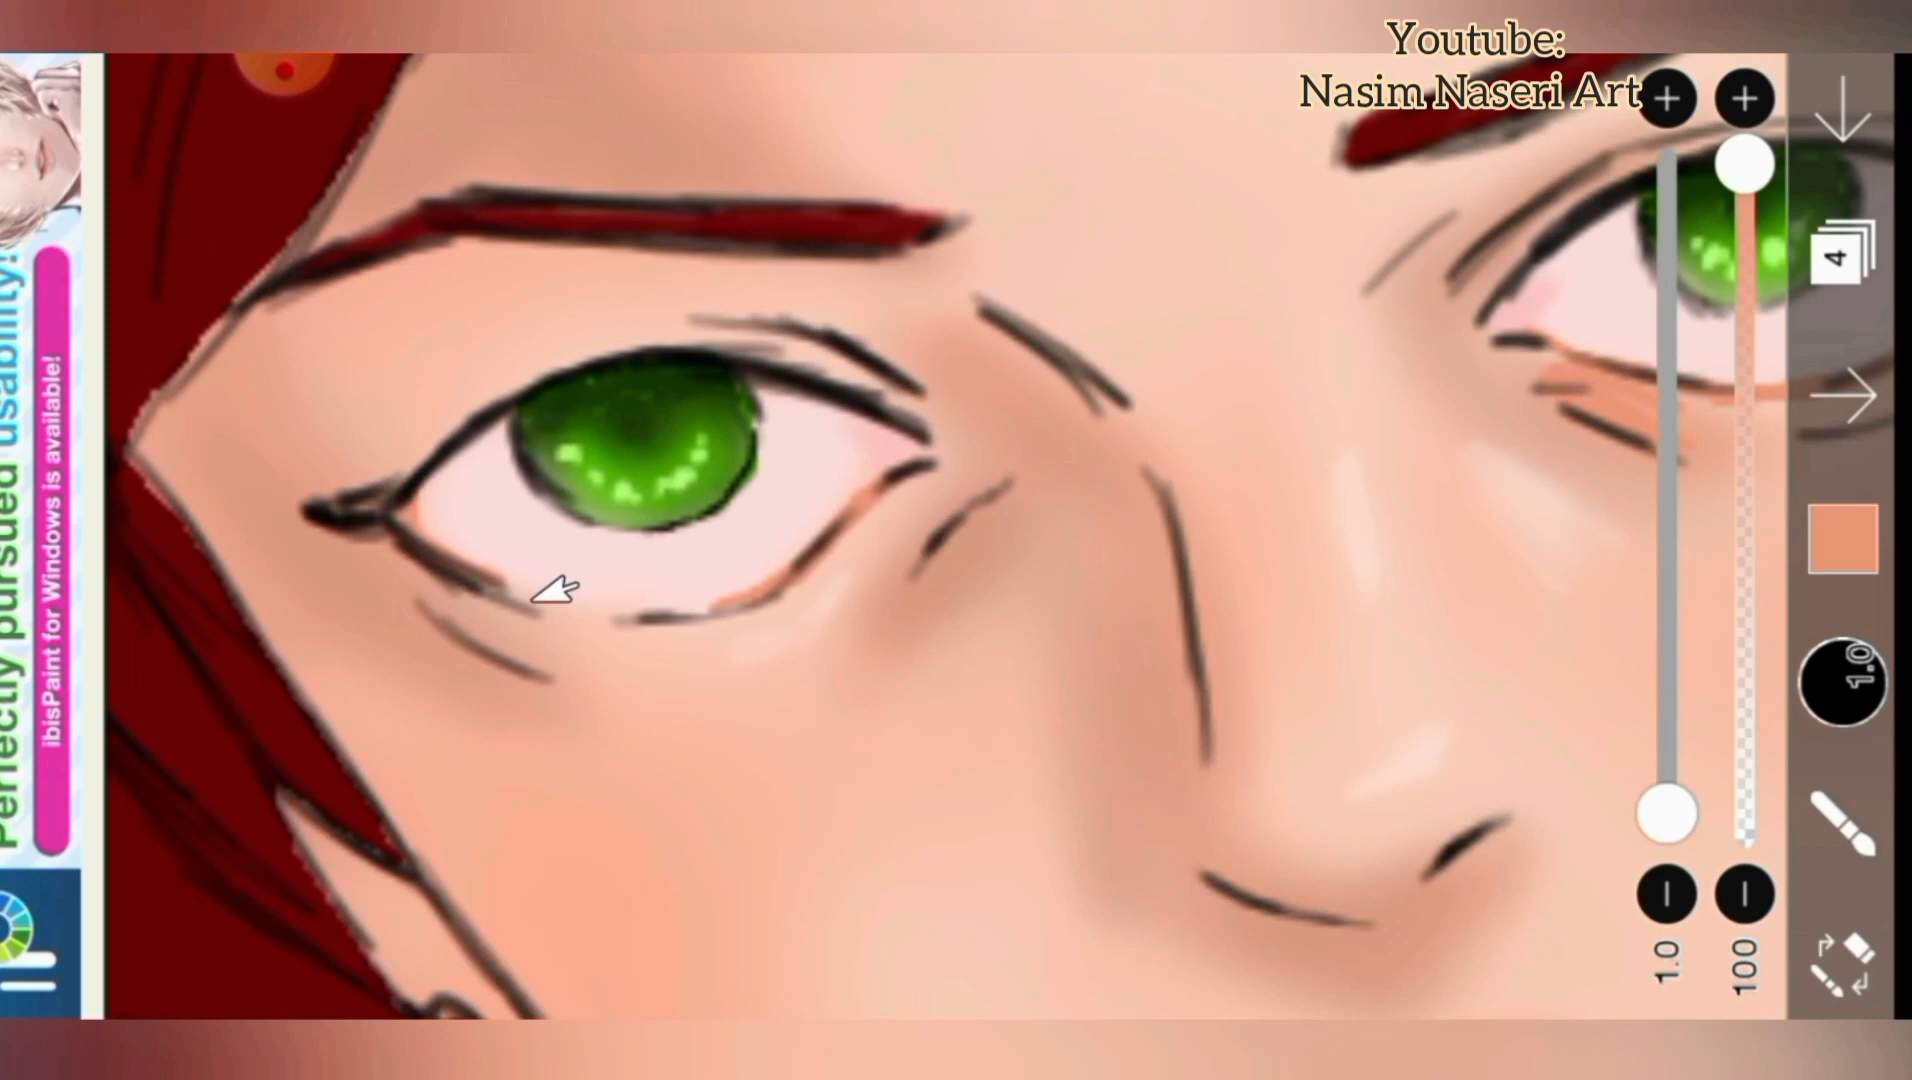 Youtube:
Nasim Naseri Art
Perfectly pursued usability!
ibisPaint for Windows is available!
4
1.0
1.0
100